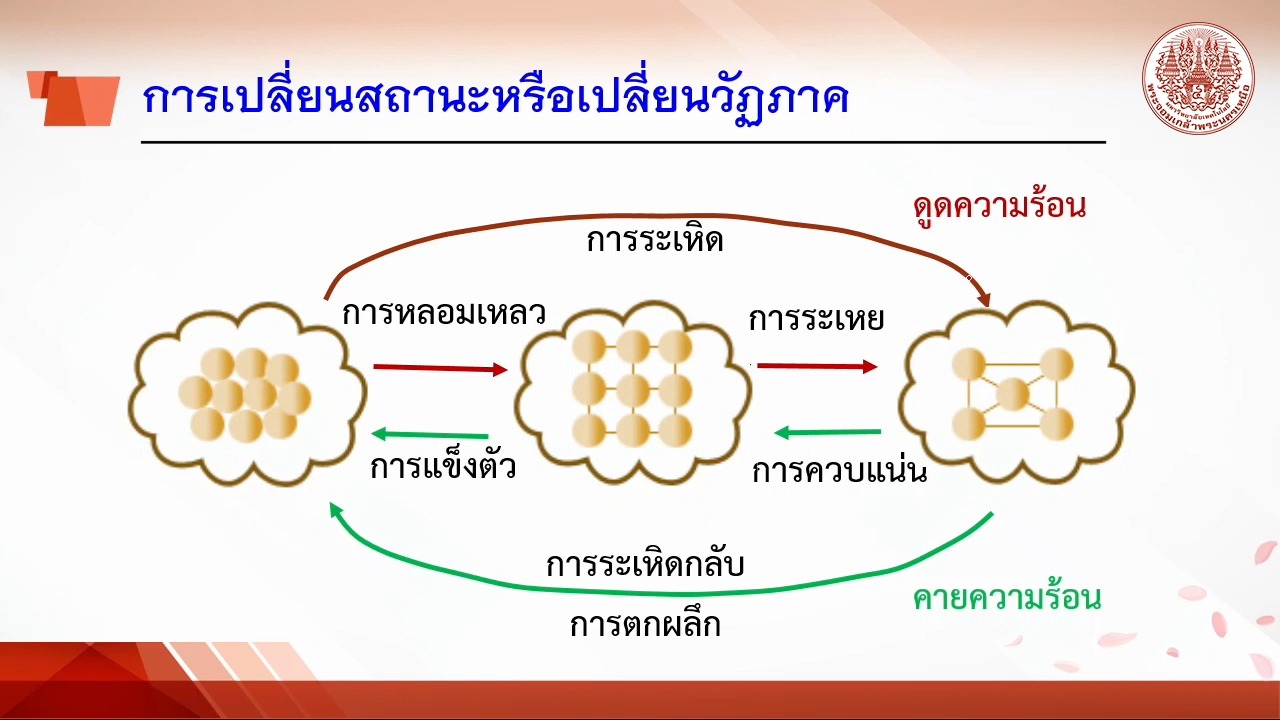 การเปลี่ยนสถานะหรือเปลี่ยนวัฏภาค
ดูดความร้อน
การระเหิด
การหลอมเหลว
การระเหย
การแข็งตัว
การควบแน่น
การระเหิดกลับ
คายความร้อน
การตกผลึก